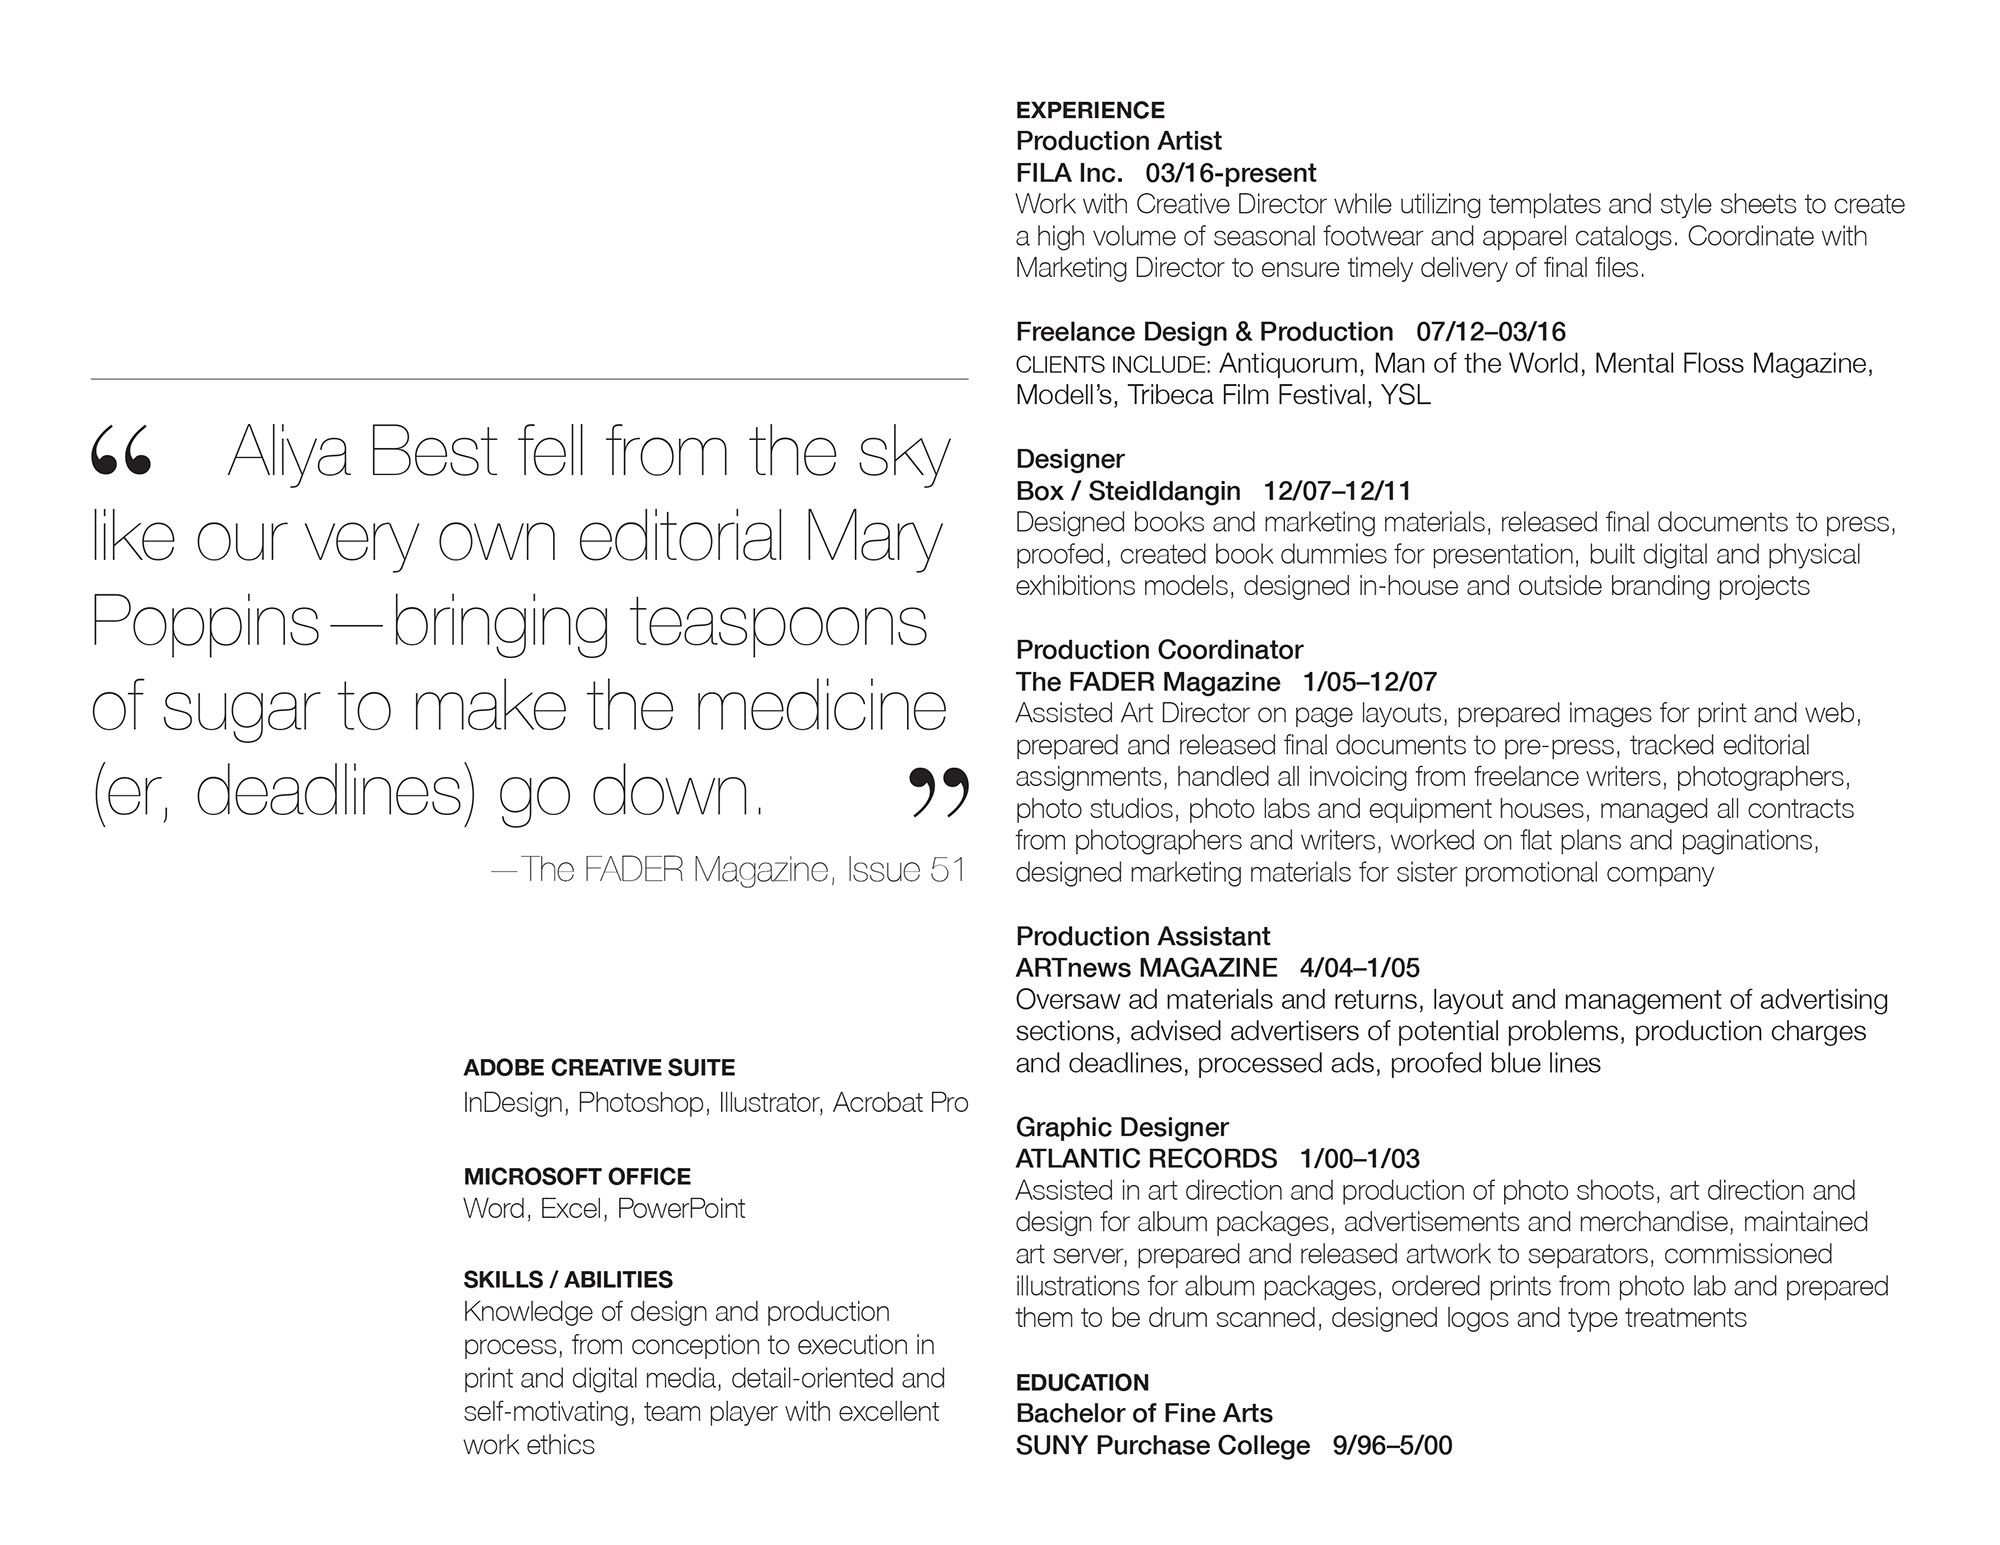 “ Aliya Best fell from the sky
like our very own editorial Mary
Poppins—bringing teaspoons
of sugar to make the medicine
(er, deadlines) go down. ”
—The FADER Magazine, Issue 51
ADOBE CREATIVE SUITE
InDesign, Photoshop, Illustrator, Acrobat Pro
MICROSOFT OFFICE
Word, Excel, PowerPoint
SKILLS / ABILITIES
Knowledge of design and production
process, from conception to execution in
print and digital media, detail-oriented and
self-motivating, team player with excellent
work ethics
EXPERIENCE
Production Artist
FILA Inc. 03/16-present
Work with Creative Director while utilizing templates and style sheets to create
a high volume of seasonal footwear and apparel catalogs. Coordinate with
Marketing Director to ensure timely delivery of final files.
Freelance Design & Production 07/12–03/16
CLIENTS INCLUDE: Antiquorum, Man of the World, Mental Floss Magazine,
Modell’s, Tribeca Film Festival, YSL
Designer
Box / Steidldangin 12/07–12/11
Designed books and marketing materials, released final documents to press,
proofed, created book dummies for presentation, built digital and physical
exhibitions models, designed in-house and outside branding projects
Production Coordinator
The FADER Magazine 1/05–12/07
Assisted Art Director on page layouts, prepared images for print and web,
prepared and released final documents to pre-press, tracked editorial
assignments, handled all invoicing from freelance writers, photographers,
photo studios, photo labs and equipment houses, managed all contracts
from photographers and writers, worked on flat plans and paginations,
designed marketing materials for sister promotional company
Production Assistant
ARTnews MAGAZINE 4/04–1/05
Oversaw ad materials and returns, layout and management of advertising
sections, advised advertisers of potential problems, production charges
and deadlines, processed ads, proofed blue lines
Graphic Designer
ATLANTIC RECORDS 1/00–1/03
Assisted in art direction and production of photo shoots, art direction and
design for album packages, advertisements and merchandise, maintained
art server, prepared and released artwork to separators, commissioned
illustrations for album packages, ordered prints from photo lab and prepared
them to be drum scanned, designed logos and type treatments
EDUCATION
Bachelor of Fine Arts
SUNY Purchase College 9/96–5/00